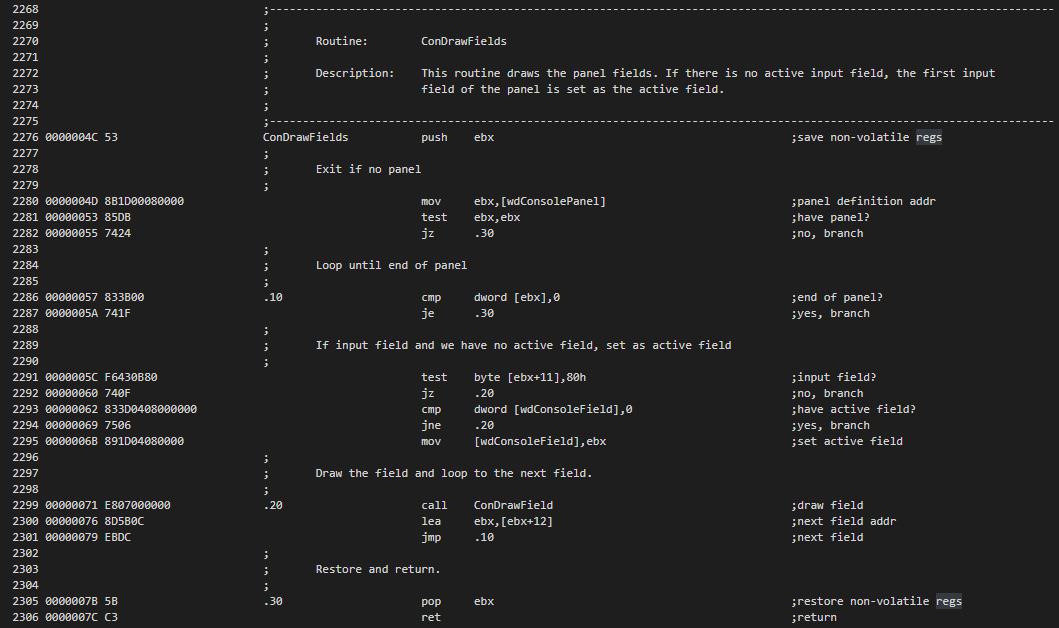 2268 ;-----------------------------------------------------------------------------------------------------------------------
2269 ;
2270 ; Routine: ConDrawFields
2271 ;
2272 ; Description: This routine draws the panel fields. If there is no active input field, the first input
2273 ; field of the panel is set as the active field.
2274 ;
2275 ;-----------------------------------------------------------------------------------------------------------------------
2276 0000004C 53 ConDrawFields push ebx ;save non-volatile regs
2277 ;
2278 ; Exit if no panel
2279 ;
2280 0000004D 8B1D00080000 mov ebx,[wdConsolePanel] ;panel definition addr
2281 00000053 85DB test ebx,ebx ;have panel?
2282 00000055 7424 jz .30 ;no, branch
2283 ;
2284 ; Loop until end of panel
2285 ;
2286 00000057 833B00 .10 cmp dword [ebx],0 ;end of panel?
2287 0000005A 741F je .30 ;yes, branch
2288 ;
2289 ; If input field and we have no active field, set as active field
2290 ;
2291 0000005C F6430B80 test byte [ebx+11],80h ;input field?
2292 00000060 740F jz .20 ;no, branch
2293 00000062 833D0408000000 cmp dword [wdConsoleField],0 ;have active field?
2294 00000069 7506 jne .20 ;yes, branch
2295 0000006B 891D04080000 mov [wdConsoleField],ebx ;set active field
2296 ;
2297 ; Draw the field and loop to the next field.
2298 ;
2299 00000071 E807000000 .20 call ConDrawField ;draw field
2300 00000076 8D5B0C lea ebx,[ebx+12] ;next field addr
2301 00000079 EBDC jmp .10 ;next field
2302 ;
2303 ; Restore and return.
2304 ;
2305 0000007B 5B .30 pop ebx ;restore non-volatile regs
2306 0000007C C3 ret ;return